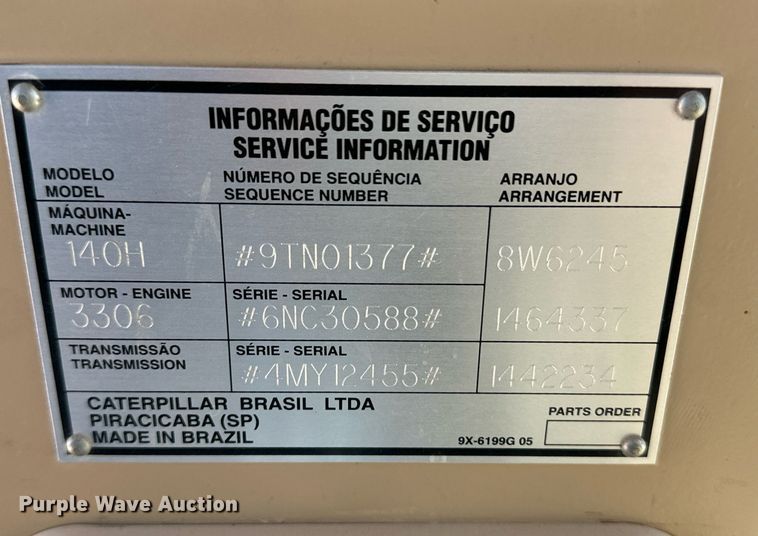 INFORMAÇÕES DE SERVIÇO
SERVICE INFORMATION
MODELO NÚMERO DE SEQUÊNCIA ARRANJO
MODEL SEQUENCE NUMBER ARRANGEMENT
MÁQUINA-
MACHINE
140H #9TN01377# 8W6245
MOTOR - ENGINE SÉRIE - SERIAL
3306 #6NC30588# 1464337
TRANSMISSÃO SÉRIE - SERIAL
TRANSMISSION #4MY12455# 1442234
CATERPILLAR BRASIL LTDA
PIRACICABA (SP)
MADE IN BRAZIL
PARTS ORDER
9X-6199G 05
Purple Wave Auction